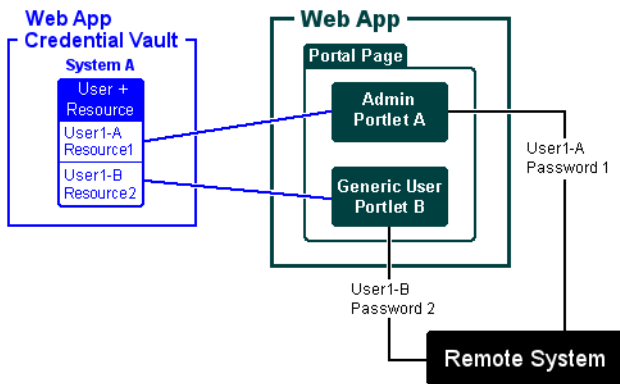 Web App
Credential Vault
System A
User +
Resource
User1-A
Resource1
User1-B
Resource2
Web App
Portal Page
Admin
Portlet A
Generic User
Portlet B
User1-A
Password 1
User1-B
Password 2
Remote System